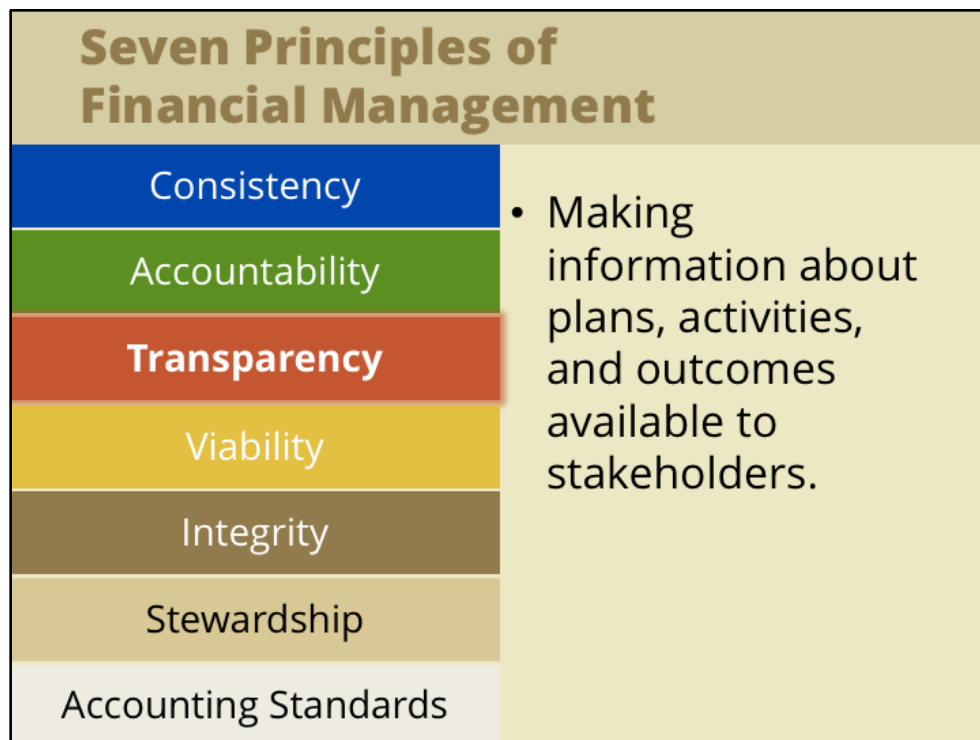 Seven Principles of
Financial Management
Consistency
Accountability
Transparency
Viability
Integrity
Stewardship
Accounting Standards
• Making
information about
plans, activities,
and outcomes
available to
stakeholders.